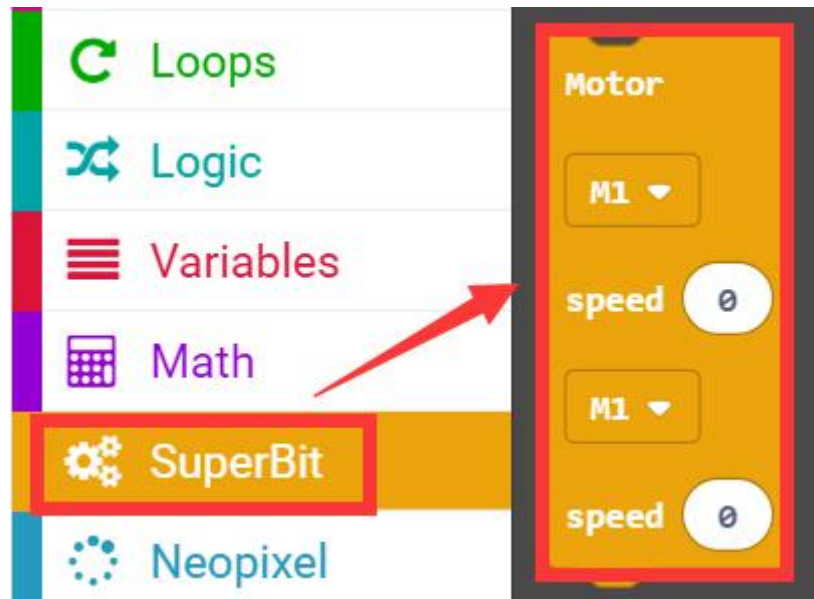 Loops
Logic
Variables
Math
SuperBit
Neopixel
Motor
M1
speed 0
M1
speed 0